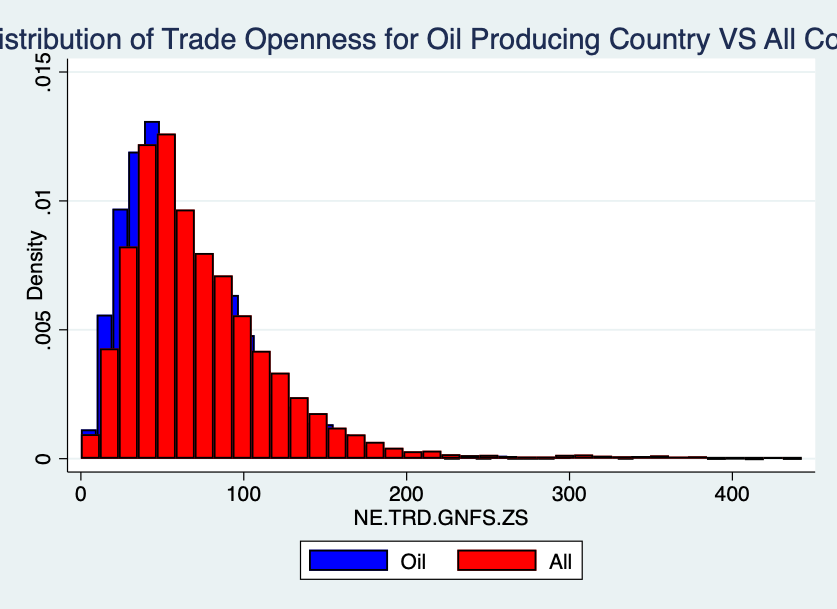 istribution of Trade Openness for Oil Producing Country VS All Co
Density
.015
.01
.005
0
0 100 200 300 400
NE.TRD.GNFS.ZS
Oil All